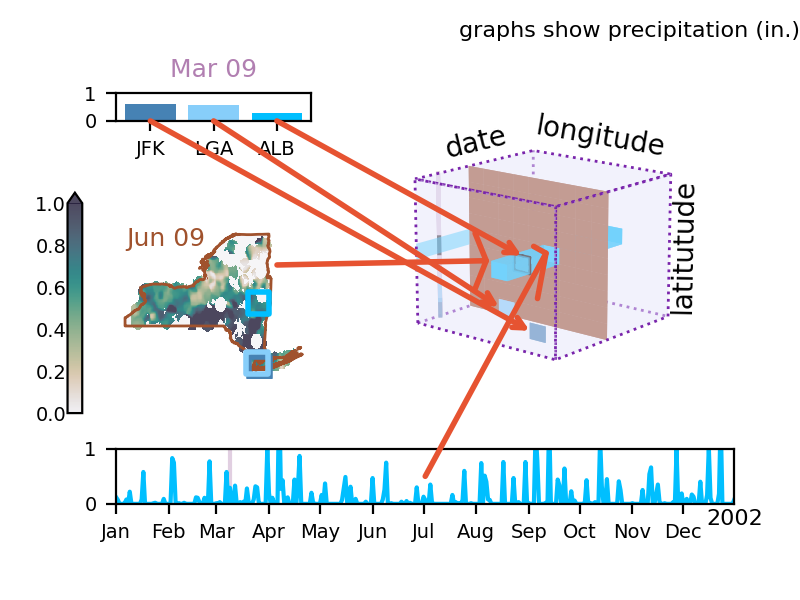 graphs show precipitation (in.)
Mar 09
1
0
JFK LGA ALB
date
longitude
latitutude
Jun 09
1.0
0.8
0.6
0.4
0.2
0.0
1
0
Jan Feb Mar Apr May Jun Jul Aug Sep Oct Nov Dec
2002